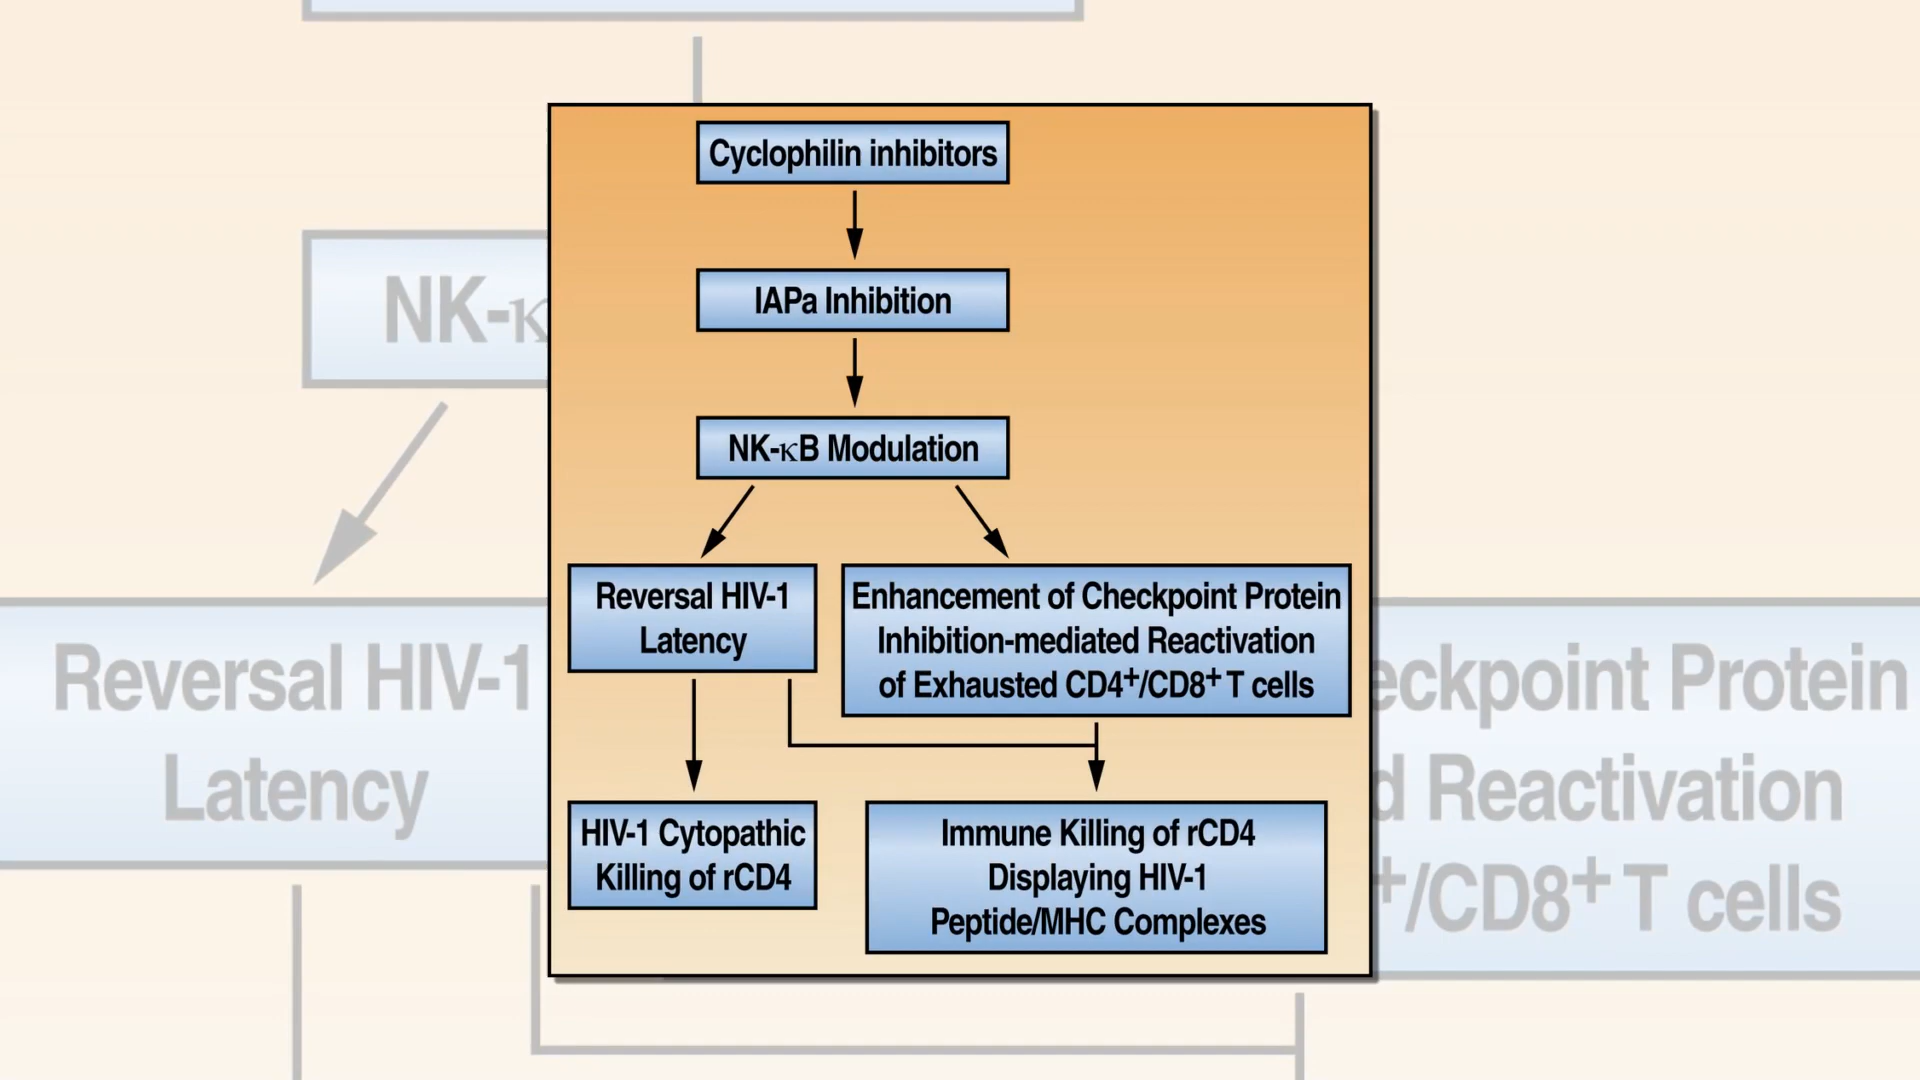 Cyclophilin inhibitors
IAPa Inhibition
NK-κB Modulation
Reversal HIV-1
Latency
Enhancement of Checkpoint Protein
Inhibition-mediated Reactivation
of Exhausted CD4⁺/CD8⁺ T cells
HIV-1 Cytopathic
Killing of rCD4
Immune Killing of rCD4
Displaying HIV-1
Peptide/MHC Complexes
NK-κ
Reversal HIV-1
Latency
eckpoint Protein
d Reactivation
⁺/CD8⁺ T cells